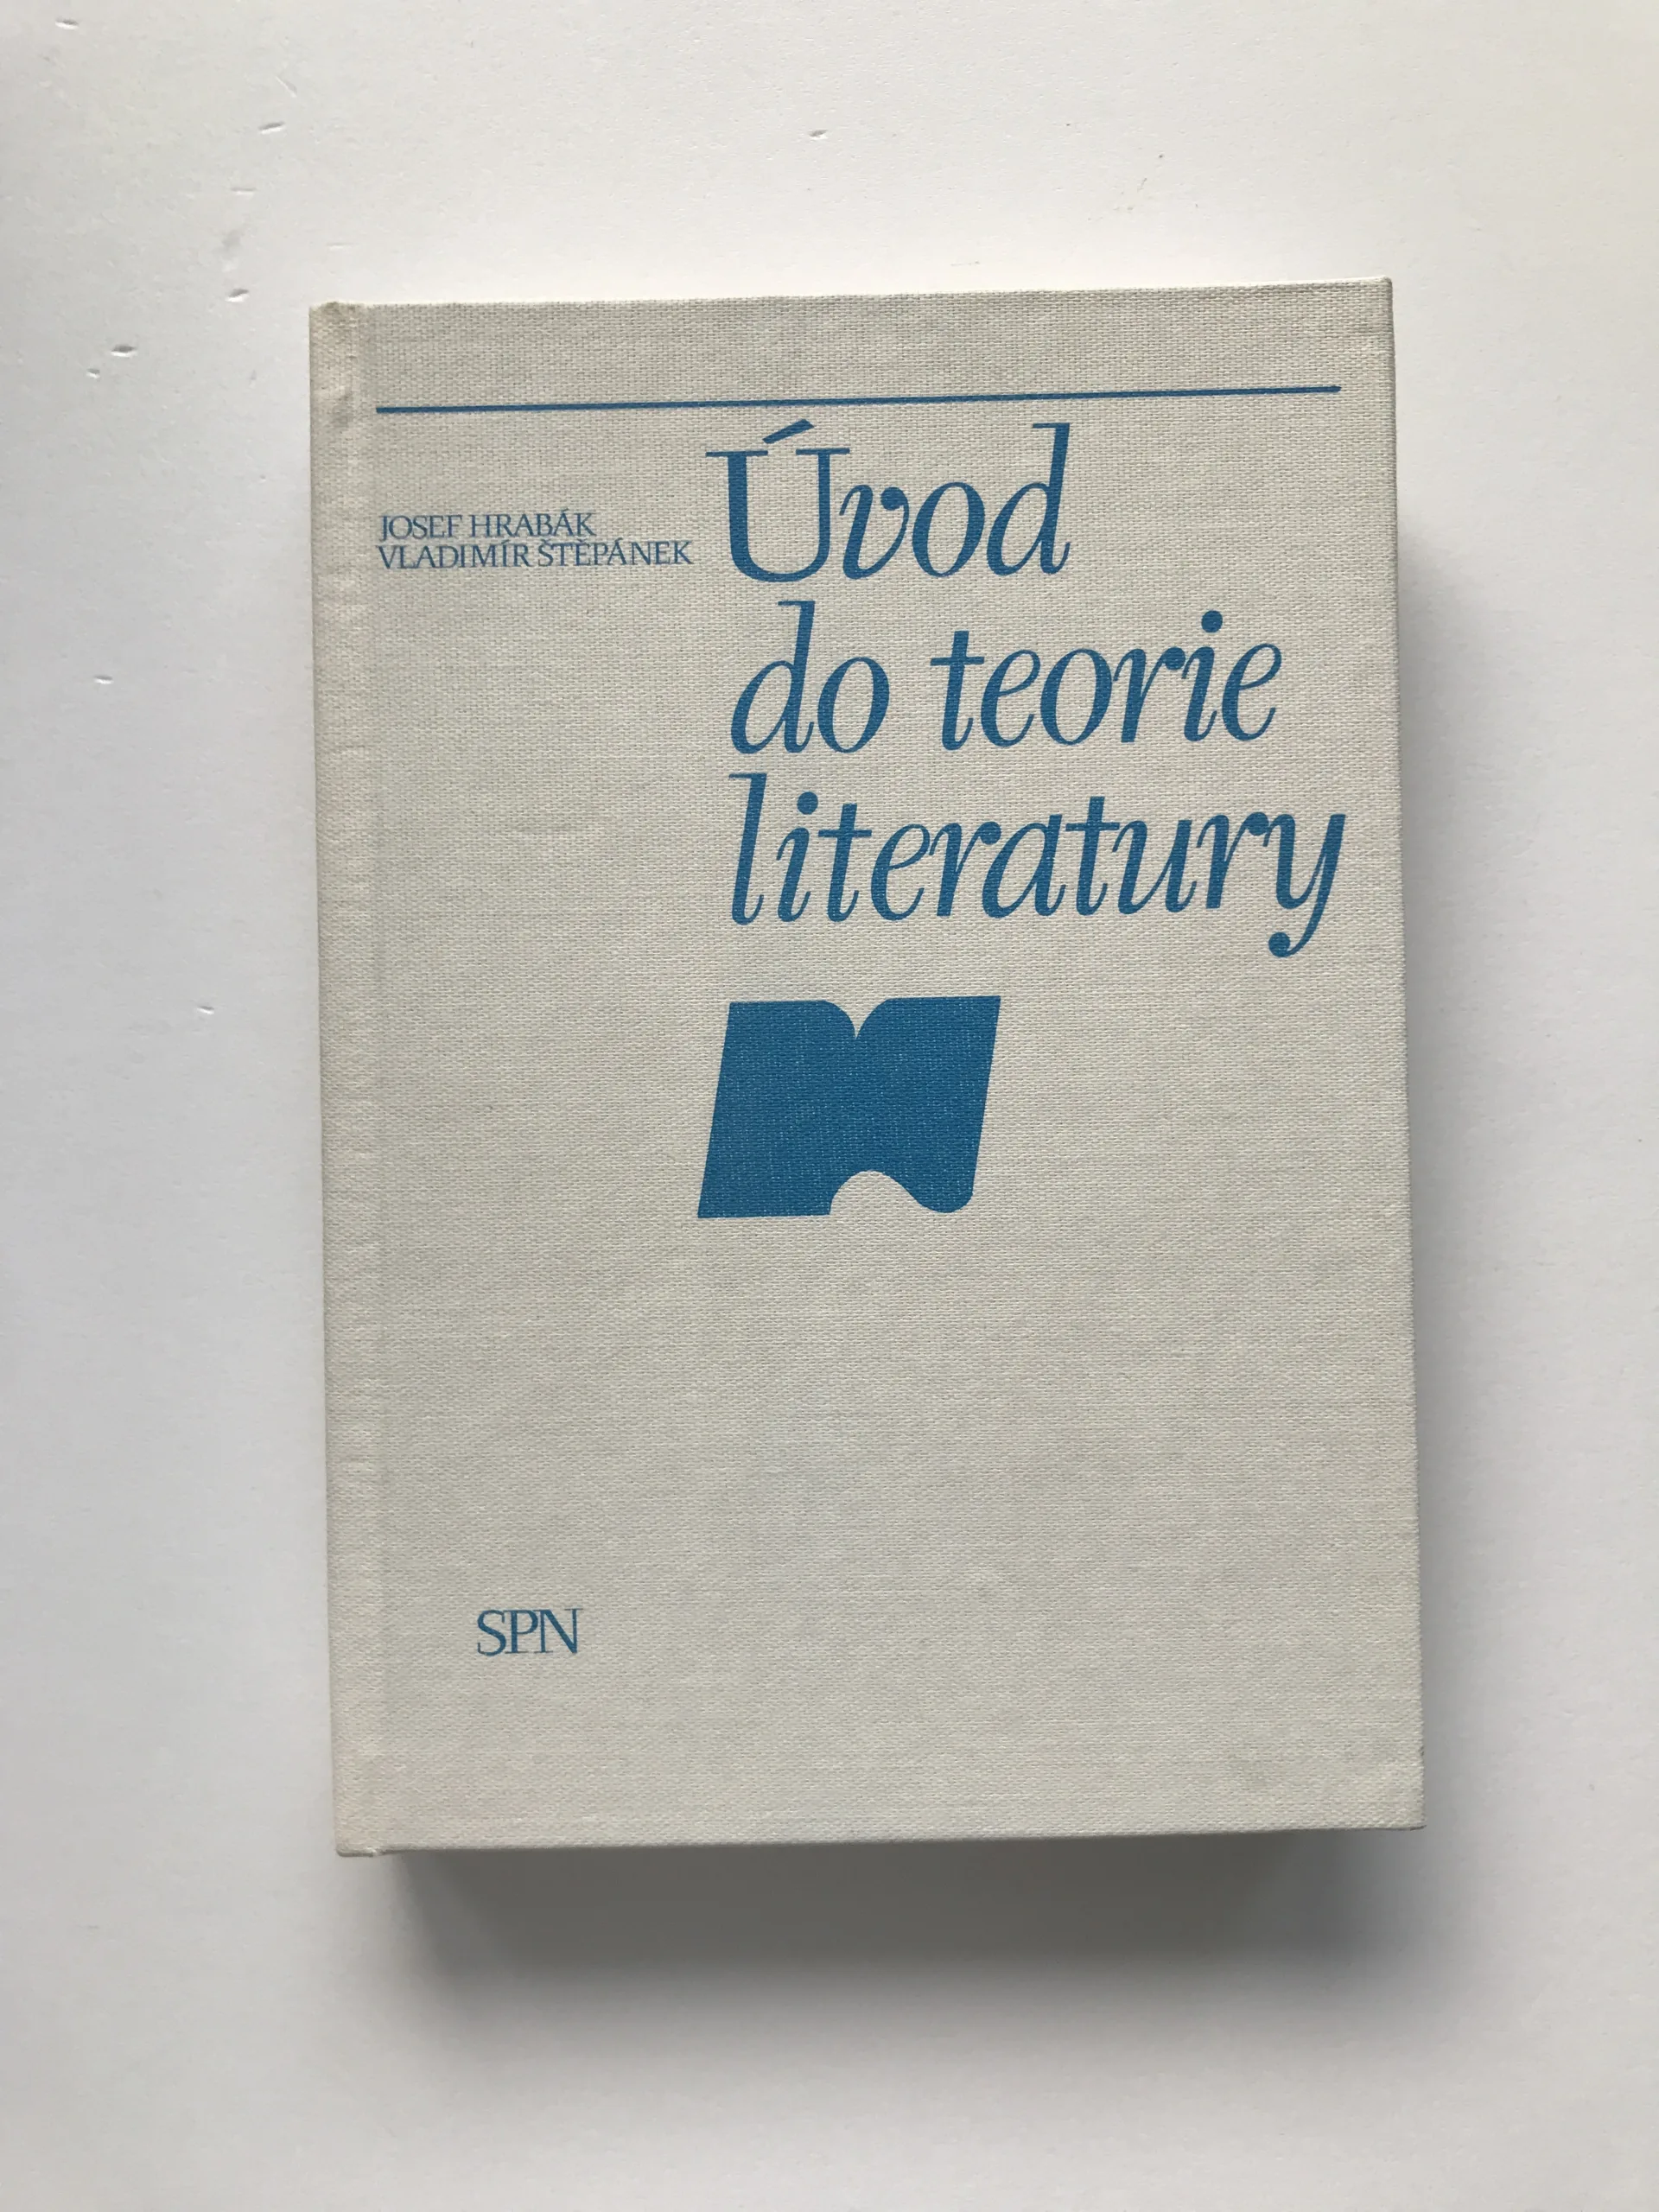 JOSEF HRABÁK
VLADIMÍR ŠTĚPÁNEK
Úvod
do teorie
literatury
SPN